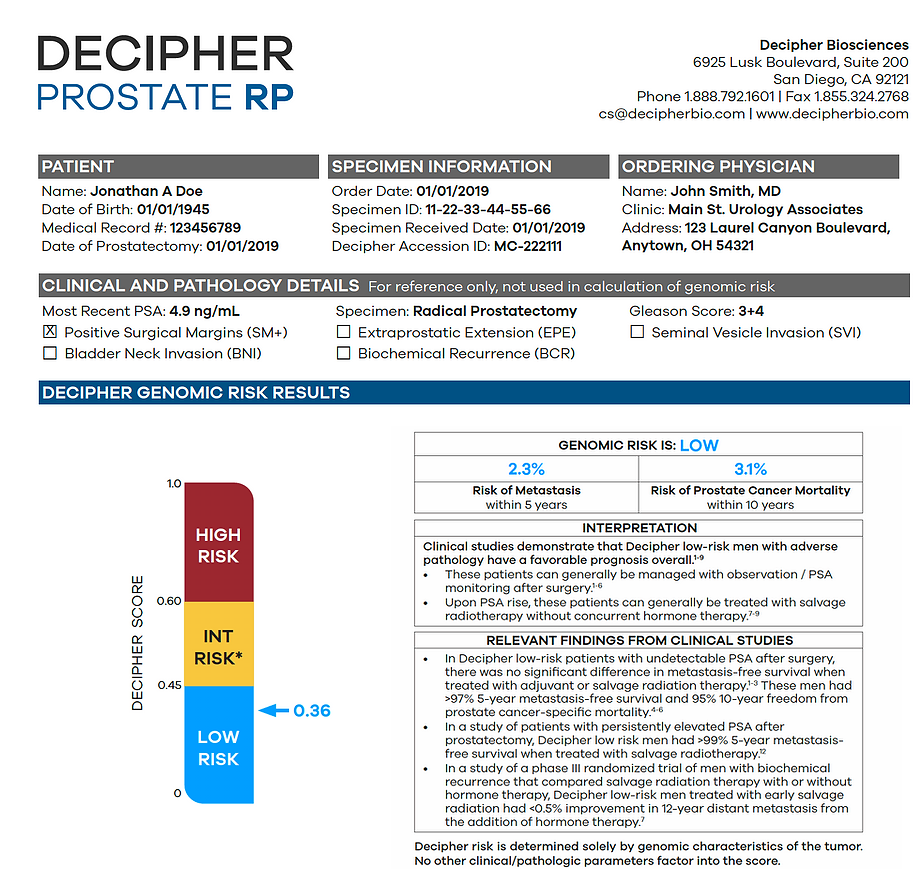 DECIPHER
PROSTATE RP
Decipher Biosciences
6925 Lusk Boulevard, Suite 200
San Diego, CA 92121
Phone 1.888.792.1601 | Fax 1.855.324.2768
cs@decipherbio.com | www.decipherbio.com
PATIENT
Name: Jonathan A Doe
Date of Birth: 01/01/1945
Medical Record #: 123456789
Date of Prostatectomy: 01/01/2019
SPECIMEN INFORMATION
Order Date: 01/01/2019
Specimen ID: 11-22-33-44-55-66
Specimen Received Date: 01/01/2019
Decipher Accession ID: MC-222111
ORDERING PHYSICIAN
Name: John Smith, MD
Clinic: Main St. Urology Associates
Address: 123 Laurel Canyon Boulevard,
Anytown, OH 54321
CLINICAL AND PATHOLOGY DETAILS For reference only, not used in calculation of genomic risk
Most Recent PSA: 4.9 ng/mL
Specimen: Radical Prostatectomy
Gleason Score: 3+4
☒ Positive Surgical Margins (SM+)
☐ Extraprostatic Extension (EPE)
☐ Seminal Vesicle Invasion (SVI)
☐ Bladder Neck Invasion (BNI)
☐ Biochemical Recurrence (BCR)
DECIPHER GENOMIC RISK RESULTS
DECIPHER SCORE
1.0
HIGH
RISK
0.60
INT
RISK*
0.45
0.36
LOW
RISK
0
GENOMIC RISK IS: LOW
2.3%
Risk of Metastasis
within 5 years
3.1%
Risk of Prostate Cancer Mortality
within 10 years
INTERPRETATION
Clinical studies demonstrate that Decipher low-risk men with adverse
pathology have a favorable prognosis overall.¹⁻⁹
• These patients can generally be managed with observation / PSA
monitoring after surgery.¹⁻⁶
• Upon PSA rise, these patients can generally be treated with salvage
radiotherapy without concurrent hormone therapy.⁷⁻⁹
RELEVANT FINDINGS FROM CLINICAL STUDIES
• In Decipher low-risk patients with undetectable PSA after surgery,
there was no significant difference in metastasis-free survival when
treated with adjuvant or salvage radiation therapy.¹⁻³ These men had
>97% 5-year metastasis-free survival and 95% 10-year freedom from
prostate cancer-specific mortality.⁴⁻⁶
• In a study of patients with persistently elevated PSA after
prostatectomy, Decipher low risk men had >99% 5-year metastasis-
free survival when treated with salvage radiotherapy.¹²
• In a study of a phase III randomized trial of men with biochemical
recurrence that compared salvage radiation therapy with or without
hormone therapy, Decipher low-risk men treated with early salvage
radiation had <0.5% improvement in 12-year distant metastasis from
the addition of hormone therapy.⁷
Decipher risk is determined solely by genomic characteristics of the tumor.
No other clinical/pathologic parameters factor into the score.